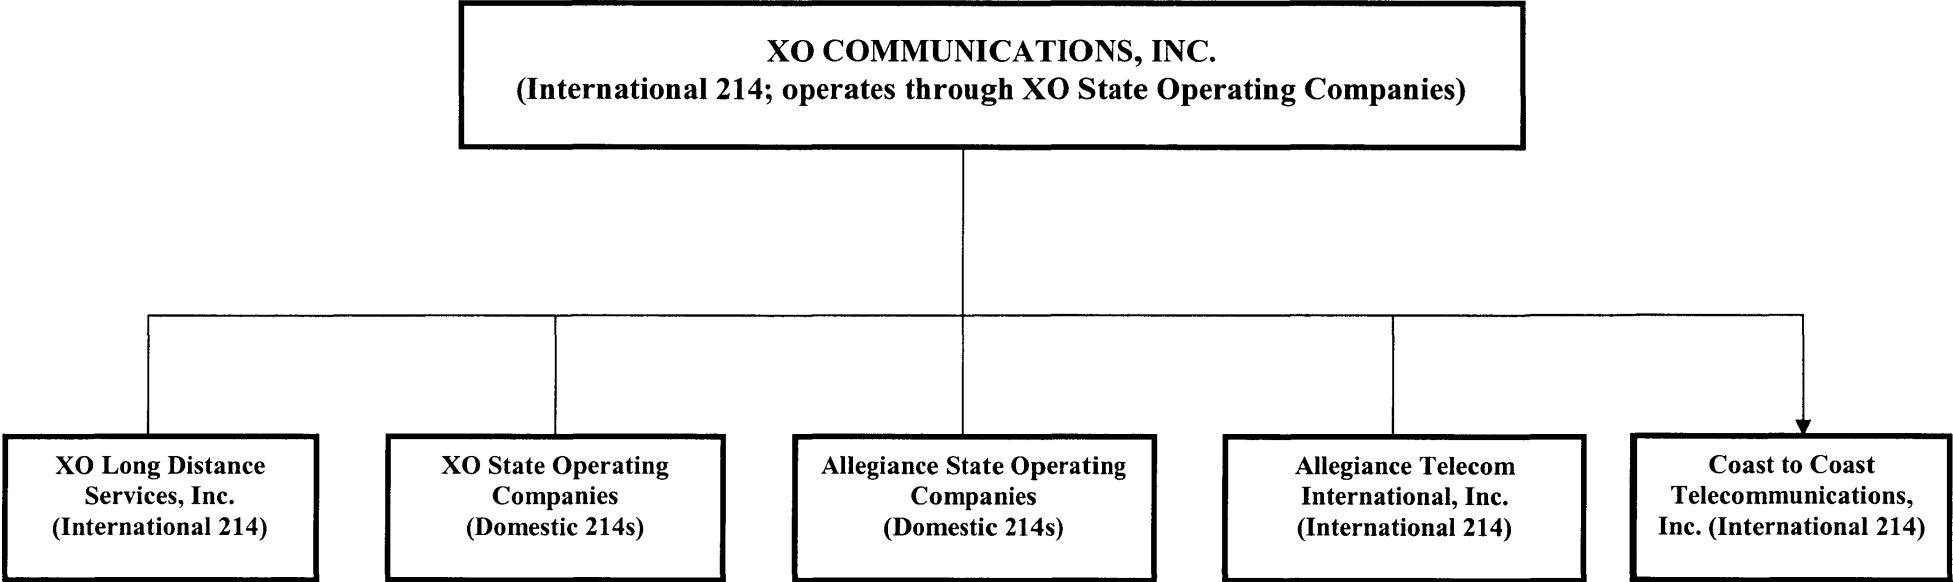 XO COMMUNICATIONS, INC.
(International 214; operates through XO State Operating Companies)
XO Long Distance
Services, Inc.
(International 214)
XO State Operating
Companies
(Domestic 214s)
Allegiance State Operating
Companies
(Domestic 214s)
Allegiance Telecom
International, Inc.
(International 214)
Coast to Coast
Telecommunications,
Inc. (International 214)